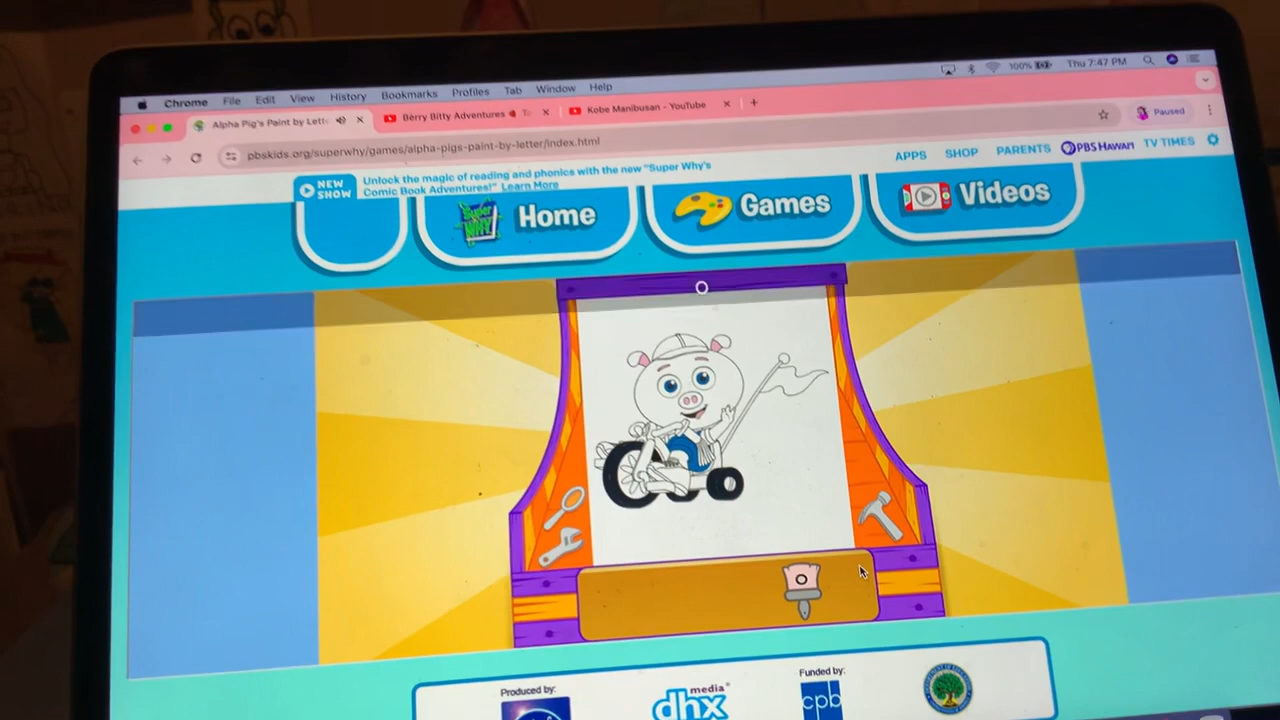 Chrome File Edit View History Bookmarks Profiles Tab Window Help 100% Thu 7:47 PM
Alpha Pig's Paint by Lett Berry Bitty Adventures Kobe Manibusan - YouTube
pbskids.org/superwhy/games/alpha-pigs-paint-by-letter/index.html Paused
NEW SHOW Unlock the magic of reading and phonics with the new "Super Why's
Comic Book Adventures!" Learn More
APPS SHOP PARENTS PBS HAWAI'I TV TIMES
Super WHY! Home Games Videos
O
O
Produced by: Funded by:
dhx media
cpb